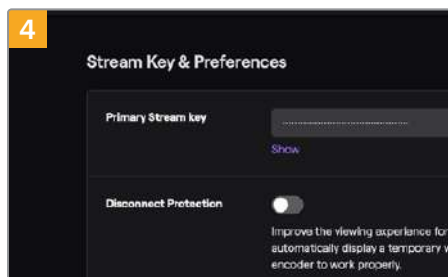 4
Stream Key & Preferences
Primary Stream key
Show
Disconnect Protection
Improve the viewing experience for
automatically display a temporary
encoder to work properly.